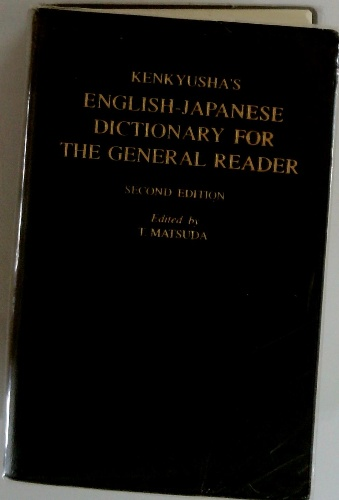 KENKYUSHA'S
ENGLISH-JAPANESE
DICTIONARY FOR
THE GENERAL READER
SECOND EDITION
Edited by
T MATSUDA